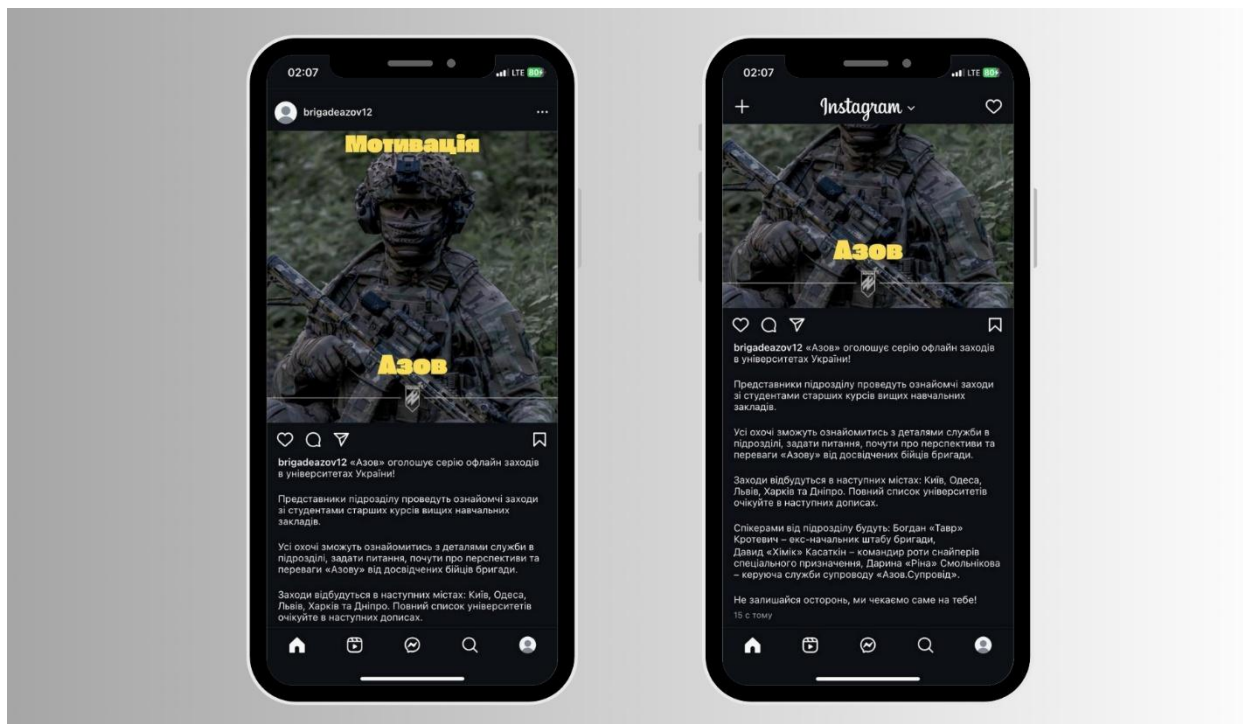 02:07
LTE 80+
brigadeazov12
Мотивація
Азов
brigadeazov12 «Азов» оголошує серію офлайн заходів
в університетах України!
Представники підрозділу проведуть ознайомчі заходи
зі студентами старших курсів вищих навчальних
закладів.
Усі охочі зможуть ознайомитись з деталями служби в
підрозділі, задати питання, почути про перспективи та
переваги «Азову» від досвідчених бійців бригади.
Заходи відбудуться в наступних містах: Київ, Одеса,
Львів, Харків та Дніпро. Повний список університетів
очікуйте в наступних дописах.
02:07
LTE 80+
Instagram
Азов
brigadeazov12 «Азов» оголошує серію офлайн заходів
в університетах України!
Представники підрозділу проведуть ознайомчі заходи
зі студентами старших курсів вищих навчальних
закладів.
Усі охочі зможуть ознайомитись з деталями служби в
підрозділі, задати питання, почути про перспективи та
переваги «Азову» від досвідчених бійців бригади.
Заходи відбудуться в наступних містах: Київ, Одеса,
Львів, Харків та Дніпро. Повний список університетів
очікуйте в наступних дописах.
Спікерами від підрозділу будуть: Богдан «Тавр»
Кротевич – екс-начальник штабу бригади,
Давид «Хімік» Касаткін – командир роти снайперів
спеціального призначення, Дарина «Ріна» Смольнікова
– керуюча служби супроводу «Азов.Супровід».
Не залишайся осторонь, ми чекаємо саме на тебе!
15 с тому